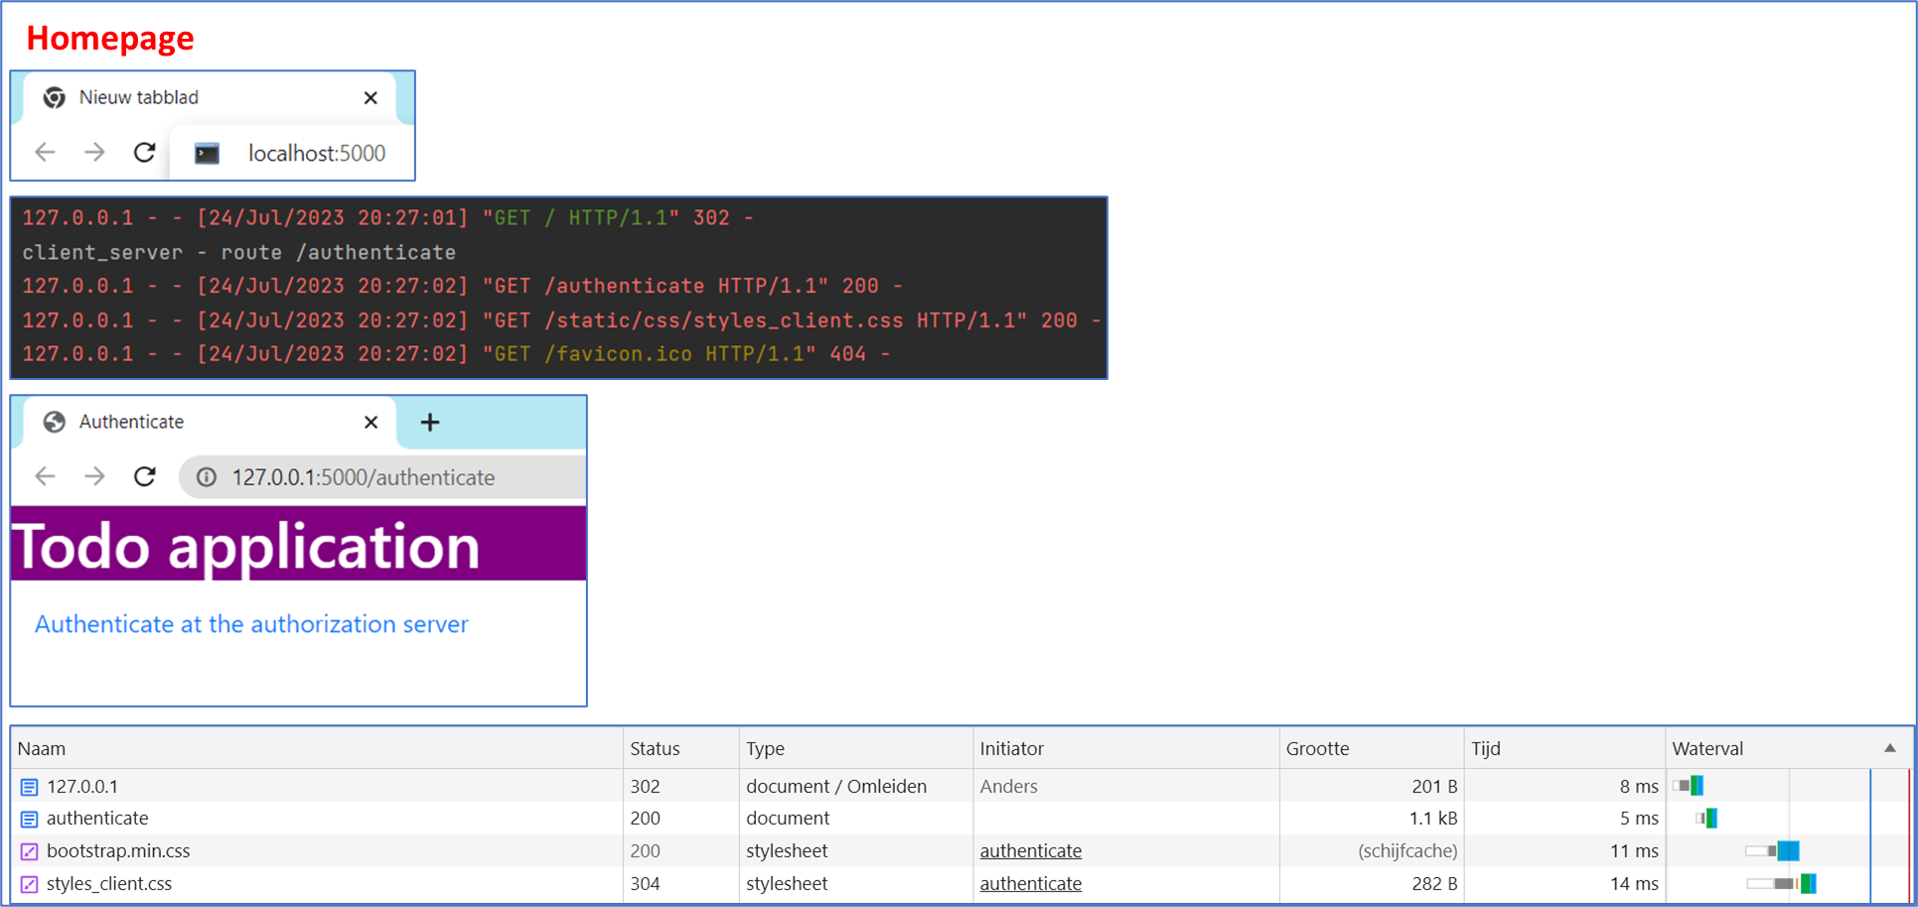 Homepage
Nieuw tabblad
localhost:5000
127.0.0.1 - - [24/Jul/2023 20:27:01] "GET / HTTP/1.1" 302 -
client_server - route /authenticate
127.0.0.1 - - [24/Jul/2023 20:27:02] "GET /authenticate HTTP/1.1" 200 -
127.0.0.1 - - [24/Jul/2023 20:27:02] "GET /static/css/styles_client.css HTTP/1.1" 200 -
127.0.0.1 - - [24/Jul/2023 20:27:02] "GET /favicon.ico HTTP/1.1" 404 -
Authenticate
127.0.0.1:5000/authenticate
Todo application
Authenticate at the authorization server
Naam Status Type Initiator Grootte Tijd Waterval
127.0.0.1 302 document / Omleiden Anders 201 B 8 ms
authenticate 200 document 1.1 kB 5 ms
bootstrap.min.css 200 stylesheet authenticate (schijfcache) 11 ms
styles_client.css 304 stylesheet authenticate 282 B 14 ms